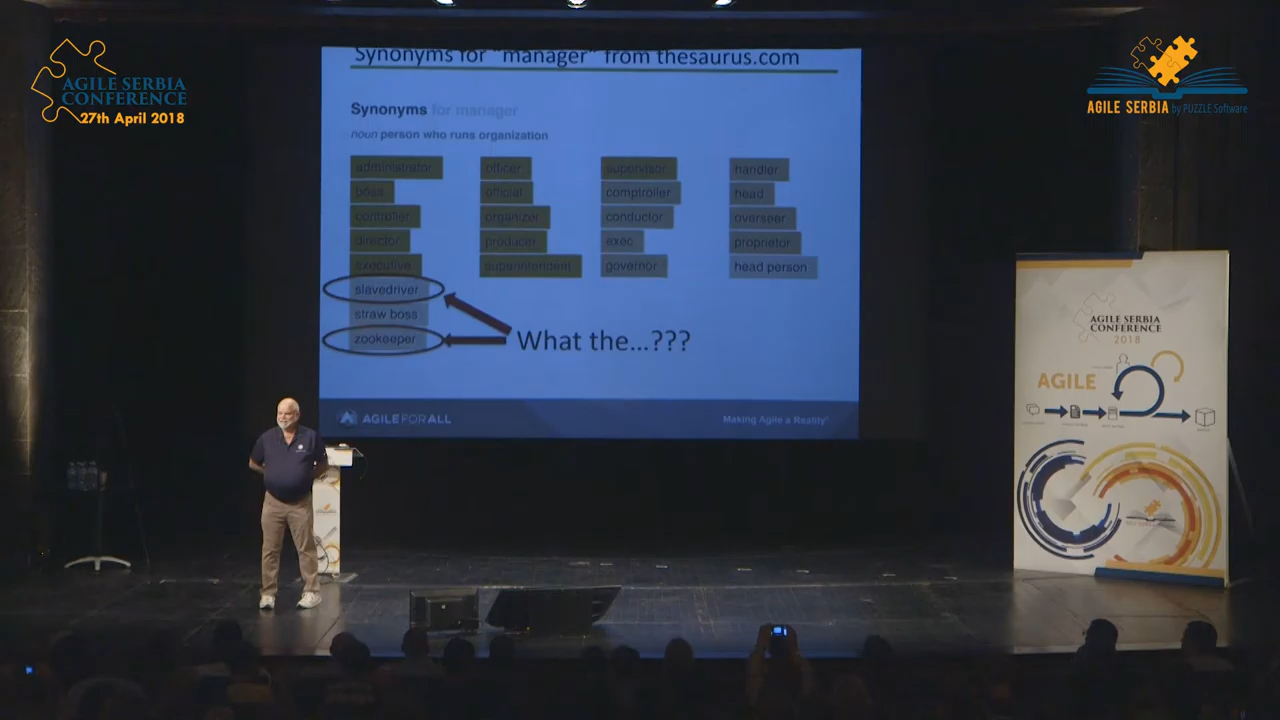 AGILE SERBIA
CONFERENCE
27th April 2018
AGILE SERBIA by PUZZLE Software
Synonyms for "manager" from thesaurus.com
Synonyms for manager
noun person who runs organization
administrator officer supervisor handler
boss official comptroller head
controller organizer conductor overseer
director producer exec proprietor
executive superintendent governor head person
slavedriver
straw boss
zookeeper
What the...???
AGILE FOR ALL
Making Agile a Reality
AGILE SERBIA
CONFERENCE
2018
AGILE